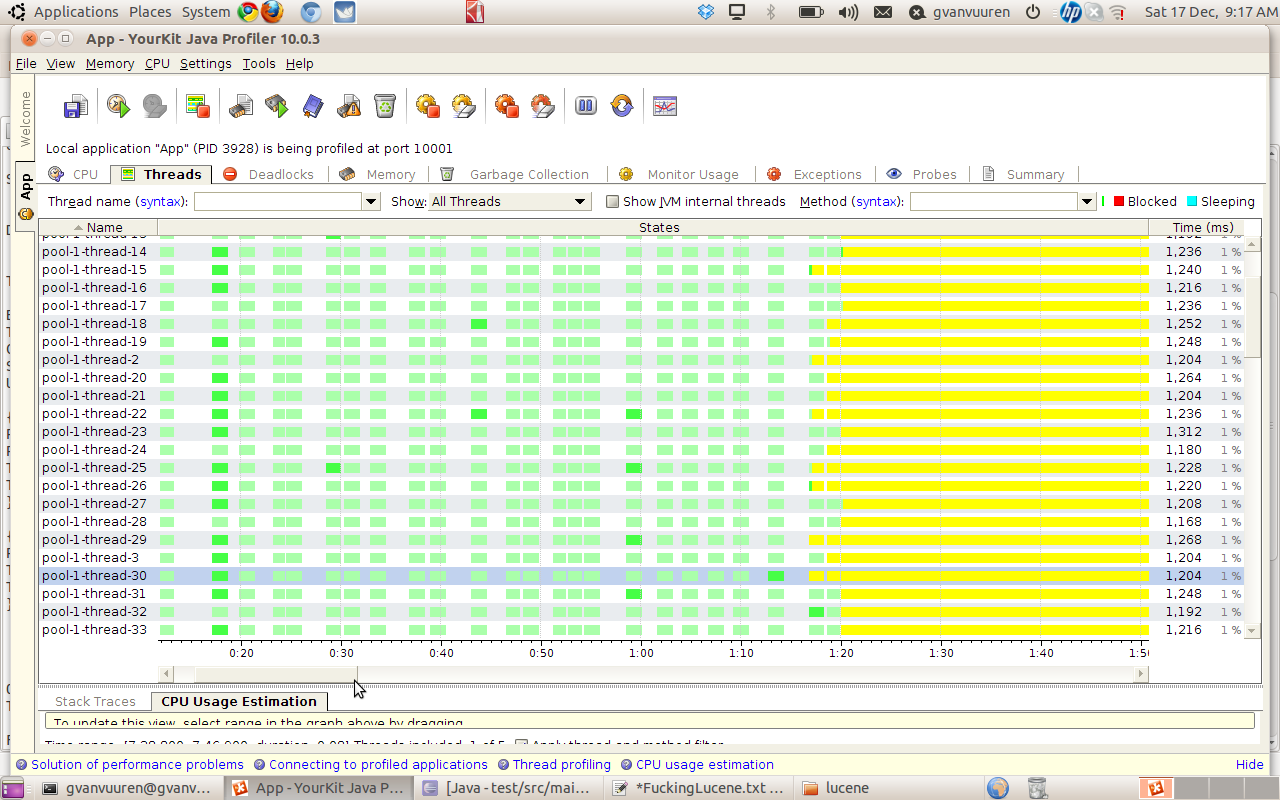 Applications Places System gvanvuuren Sat 17 Dec, 9:17 AM
App - YourKit Java Profiler 10.0.3
File View Memory CPU Settings Tools Help
Welcome
App
Local application "App" (PID 3928) is being profiled at port 10001
CPU Threads Deadlocks Memory Garbage Collection Monitor Usage Exceptions Probes Summary
Thread name (syntax): Show: All Threads Show JVM internal threads Method (syntax): Blocked Sleeping
Name States Time (ms)
pool-1-thread-14 1,236 1 %
pool-1-thread-15 1,240 1 %
pool-1-thread-16 1,216 1 %
pool-1-thread-17 1,236 1 %
pool-1-thread-18 1,252 1 %
pool-1-thread-19 1,248 1 %
pool-1-thread-2 1,204 1 %
pool-1-thread-20 1,264 1 %
pool-1-thread-21 1,204 1 %
pool-1-thread-22 1,236 1 %
pool-1-thread-23 1,312 1 %
pool-1-thread-24 1,180 1 %
pool-1-thread-25 1,228 1 %
pool-1-thread-26 1,220 1 %
pool-1-thread-27 1,208 1 %
pool-1-thread-28 1,168 1 %
pool-1-thread-29 1,268 1 %
pool-1-thread-3 1,204 1 %
pool-1-thread-30 1,204 1 %
pool-1-thread-31 1,248 1 %
pool-1-thread-32 1,192 1 %
pool-1-thread-33 1,216 1 %
0:20 0:30 0:40 0:50 1:00 1:10 1:20 1:30 1:40 1:50
Stack Traces CPU Usage Estimation
To update this view, select range in the graph above by dragging
Solution of performance problems Connecting to profiled applications Thread profiling CPU usage estimation Hide
gvanvuuren@gvanv... App - YourKit Java P... [Java - test/src/mai... *FuckingLucene.txt ... lucene